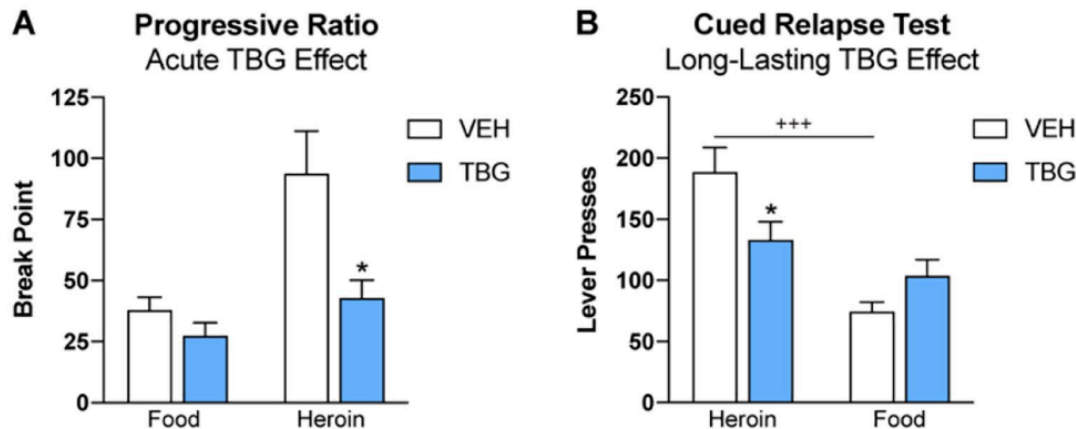 A
Progressive Ratio
Acute TBG Effect
Break Point
125
100
75
50
25
0
*
Food
Heroin
VEH
TBG
B
Cued Relapse Test
Long-Lasting TBG Effect
Lever Presses
250
200
150
100
50
0
+++
*
Heroin
Food
VEH
TBG